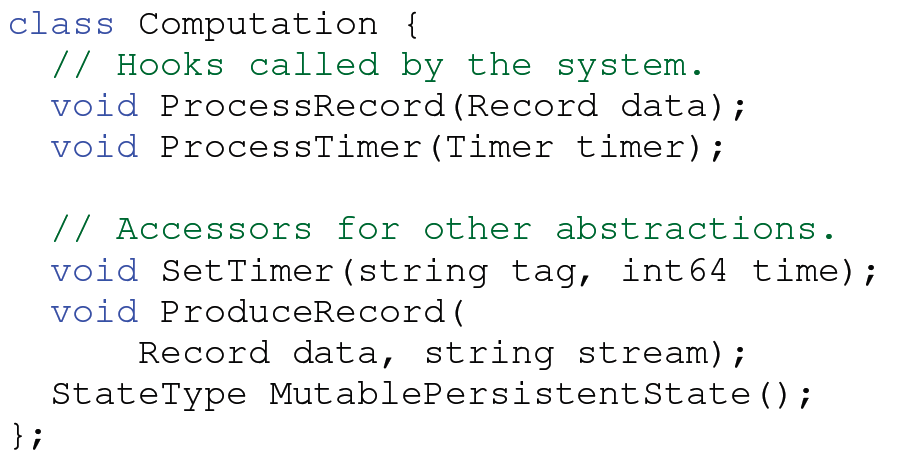 class Computation {
  // Hooks called by the system.
  void ProcessRecord(Record data);
  void ProcessTimer(Timer timer);

  // Accessors for other abstractions.
  void SetTimer(string tag, int64 time);
  void ProduceRecord(
      Record data, string stream);
  StateType MutablePersistentState();
};